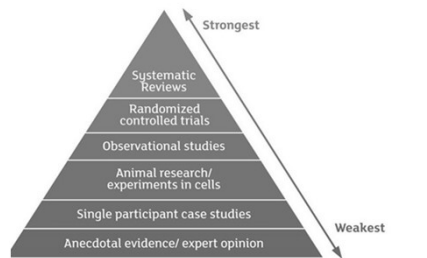 Strongest
Systematic
Reviews
Randomized
controlled trials
Observational studies
Animal research/
experiments in cells
Single participant case studies
Weakest
Anecdotal evidence/ expert opinion